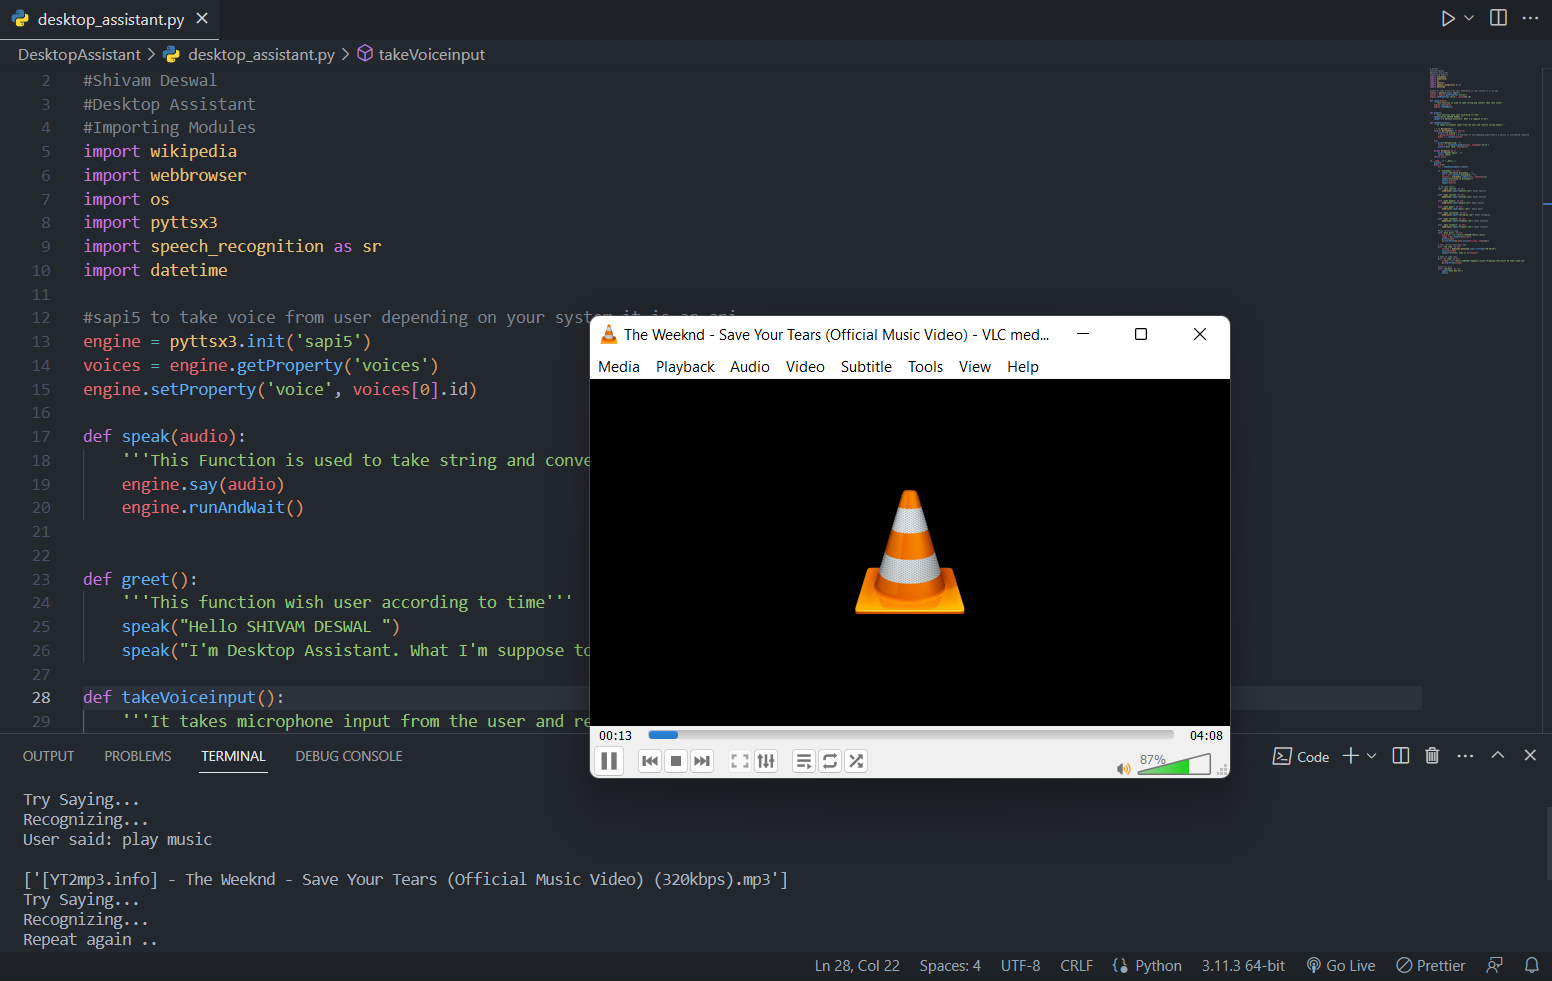 desktop_assistant.py
DesktopAssistant > desktop_assistant.py > takeVoiceinput
2 #Shivam Deswal
3 #Desktop Assistant
4 #Importing Modules
5 import wikipedia
6 import webbrowser
7 import os
8 import pyttsx3
9 import speech_recognition as sr
10 import datetime
11
12 #sapi5 to take voice from user depending on your system it is an api
13 engine = pyttsx3.init('sapi5')
14 voices = engine.getProperty('voices')
15 engine.setProperty('voice', voices[0].id)
16
17 def speak(audio):
18 '''This Function is used to take string and conve
19 engine.say(audio)
20 engine.runAndWait()
21
22
23 def greet():
24 '''This function wish user according to time'''
25 speak("Hello SHIVAM DESWAL ")
26 speak("I'm Desktop Assistant. What I'm suppose to
27
28 def takeVoiceinput():
29 '''It takes microphone input from the user and re
The Weeknd - Save Your Tears (Official Music Video) - VLC med...
Media Playback Audio Video Subtitle Tools View Help
00:13 04:08
87%
OUTPUT PROBLEMS TERMINAL DEBUG CONSOLE Code
Try Saying...
Recognizing...
User said: play music
['[YT2mp3.info] - The Weeknd - Save Your Tears (Official Music Video) (320kbps).mp3']
Try Saying...
Recognizing...
Repeat again ..
Ln 28, Col 22 Spaces: 4 UTF-8 CRLF Python 3.11.3 64-bit Go Live Prettier